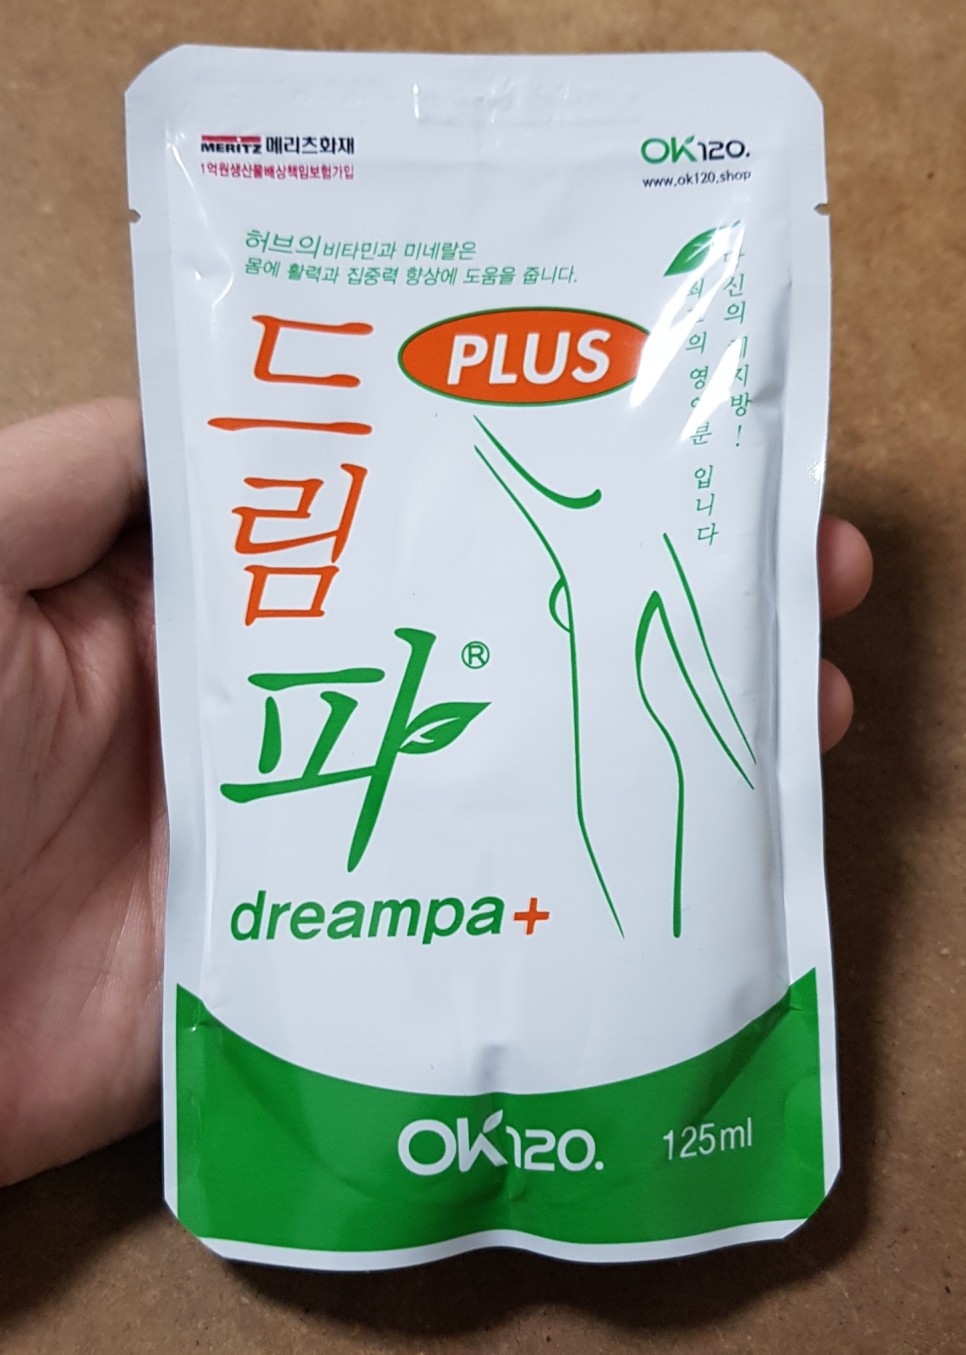 MERITZ 메리츠화재
1억원생산물배상책임보험가입
OK120.
www.ok120.shop
허브의 비타민과 미네랄은
몸에 활력과 집중력 향상에 도움을 줍니다.
당신의
입니다
드림파®
PLUS
dreampa+
OK120.
125ml